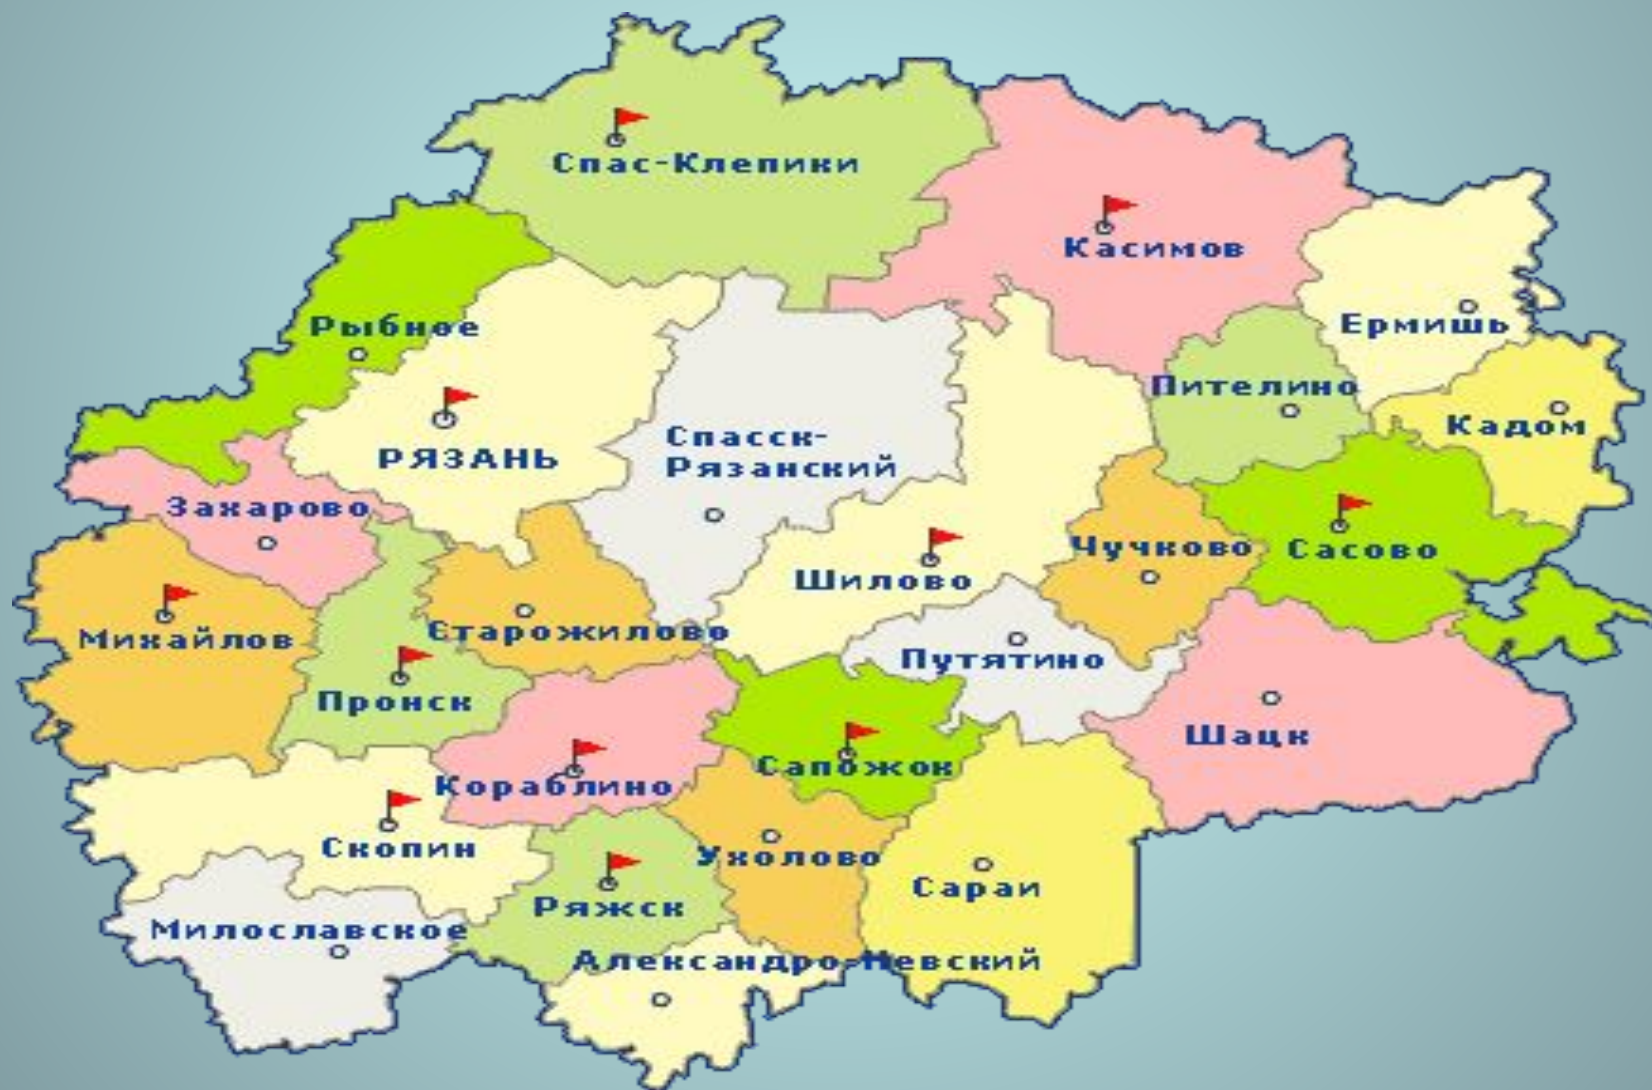 Спас-Клепики
Касимов
Рыбное
Ермишь
Пителино
Кадом
РЯЗАНЬ
Спасск-
Рязанский
Захарово
Чучково
Сасово
Шилово
Михайлов
Старожилово
Путятино
Пронск
Шацк
Сапожок
Кораблино
Скопин
Ухолово
Сараи
Ряжск
Милославское
Александро-Невский